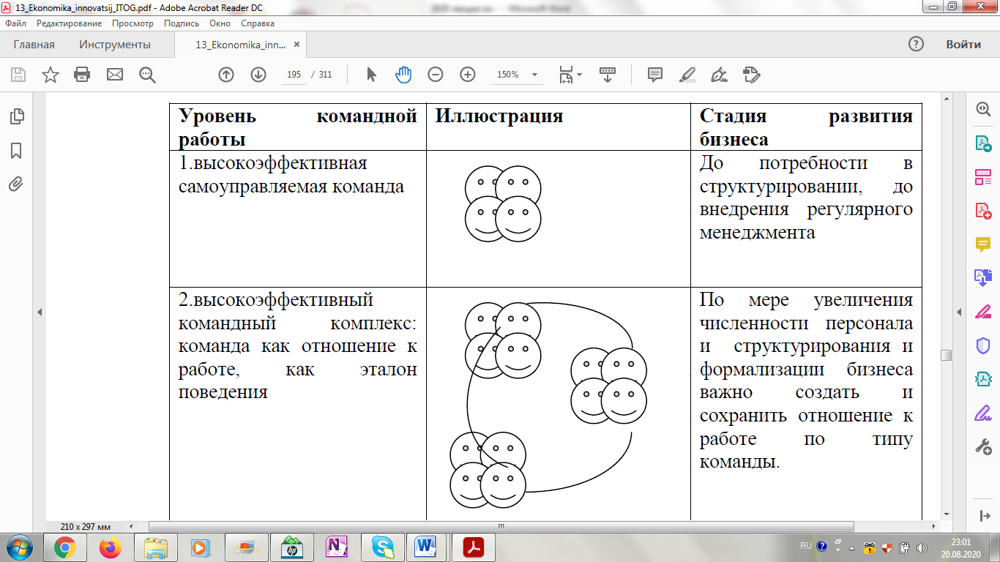 13_Ekonomika_innovatsij_ITOG.pdf - Adobe Acrobat Reader DC
Файл Редактирование Просмотр Подпись Окно Справка
Главная Инструменты 13_Ekonomika_inn... × Войти
195 / 311 150%
Уровень командной работы
Иллюстрация
Стадия развития бизнеса
1.высокоэффективная
самоуправляемая команда
До потребности в
структурировании, до
внедрения регулярного
менеджмента
2.высокоэффективный
командный комплекс:
команда как отношение к
работе, как эталон
поведения
По мере увеличения
численности персонала
и структурирования и
формализации бизнеса
важно создать и
сохранить отношение к
работе по типу
команды.
210 x 297 мм
RU
23:01
20.08.2020